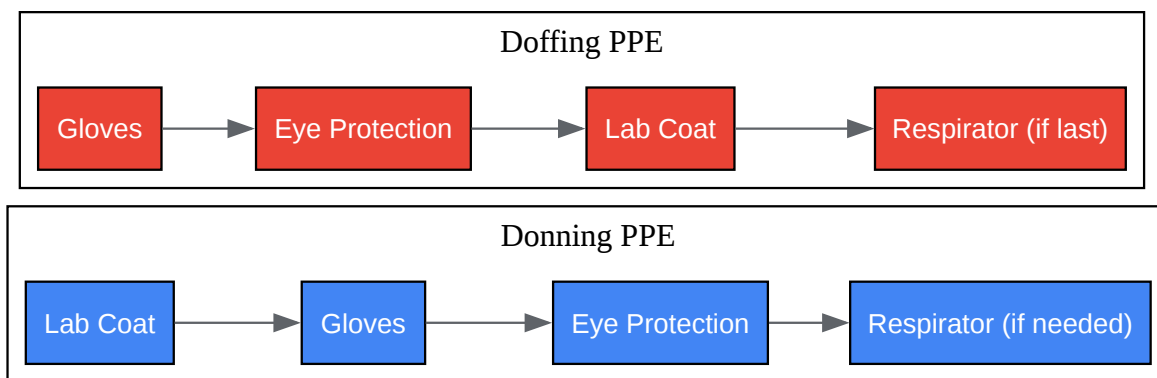 Doffing PPE
Gloves
Eye Protection
Lab Coat
Respirator (if last)
Donning PPE
Lab Coat
Gloves
Eye Protection
Respirator (if needed)